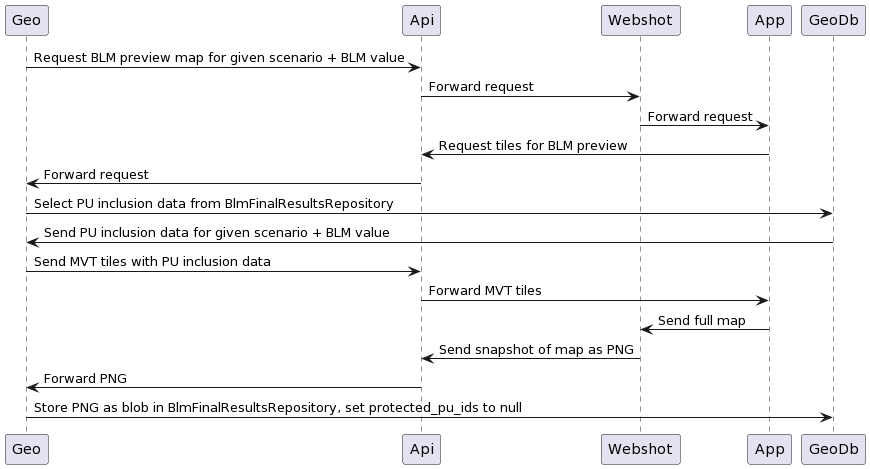 Geo Api Webshot App GeoDb
Request BLM preview map for given scenario + BLM value
Forward request
Forward request
Request tiles for BLM preview
Forward request
Select PU inclusion data from BlmFinalResultsRepository
Send PU inclusion data for given scenario + BLM value
Send MVT tiles with PU inclusion data
Forward MVT tiles
Send full map
Send snapshot of map as PNG
Forward PNG
Store PNG as blob in BlmFinalResultsRepository, set protected_pu_ids to null
Geo Api Webshot App GeoDb